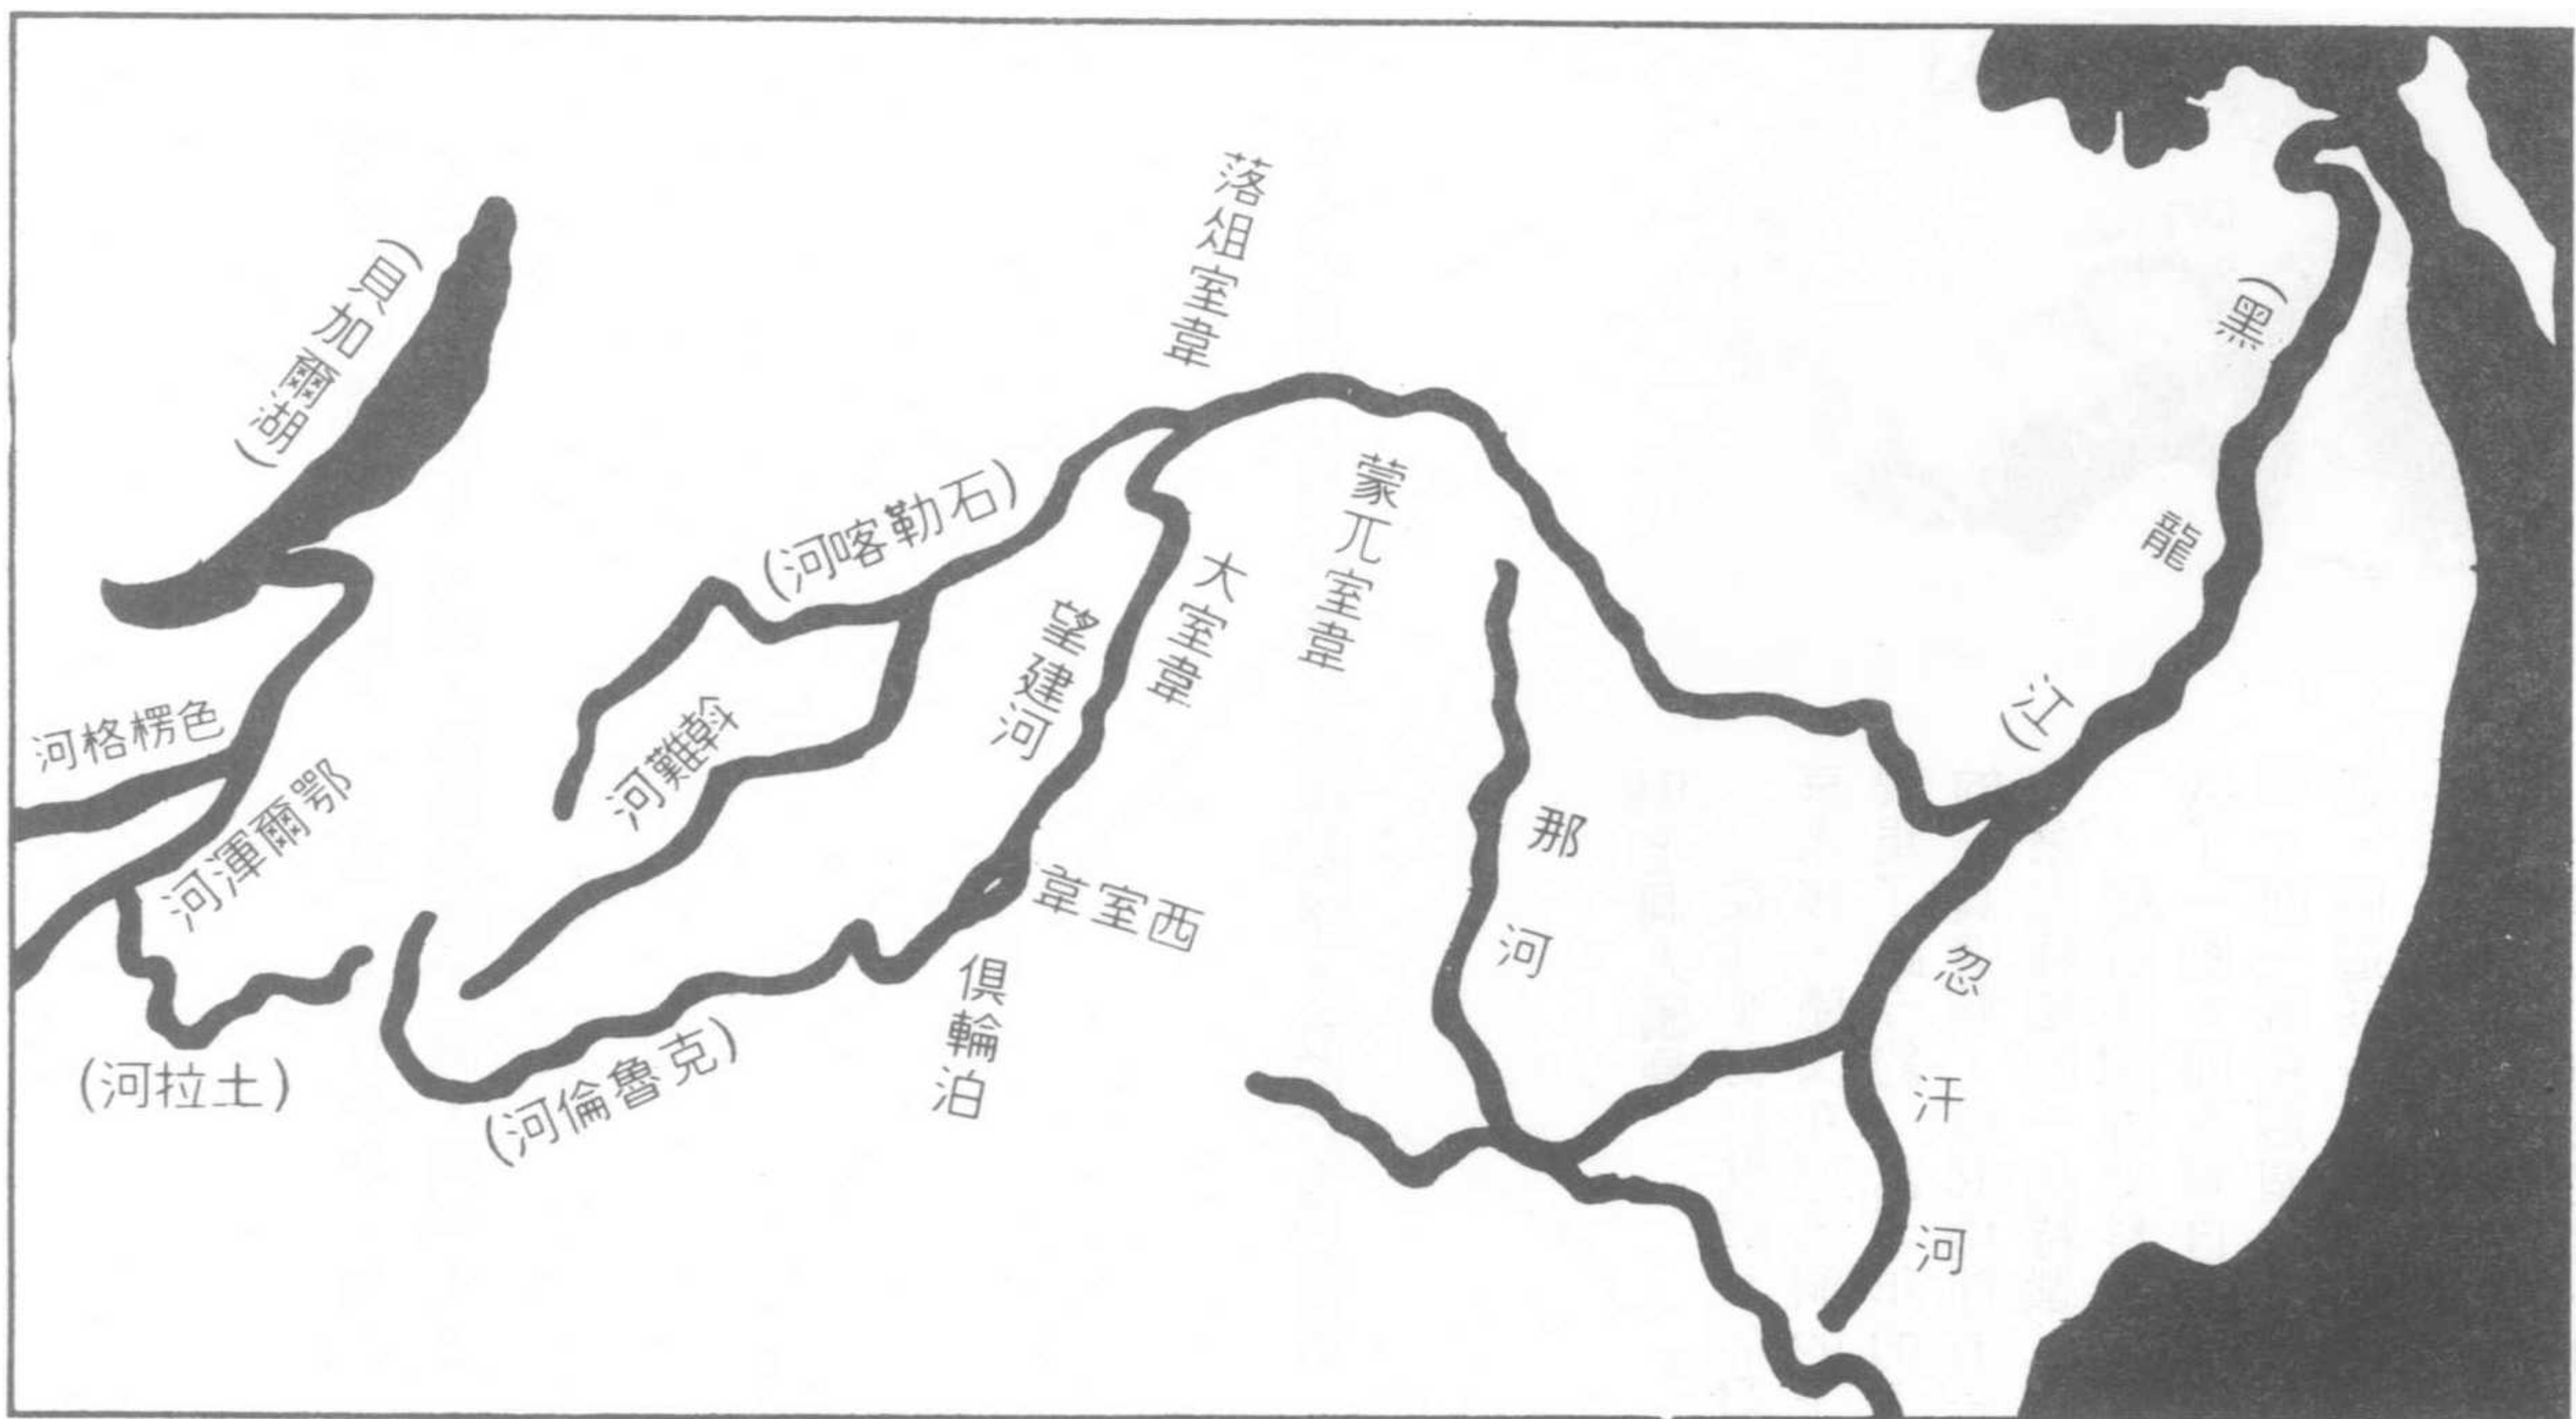 (貝加爾湖)
落俎室韋
(黑龍江)
(石勒喀河)
蒙兀室韋
大室韋
望建河
色楞格河
斡難河
鄂爾渾河
那河
西室韋
俱輪泊
忽汗河
(土拉河)
(克魯倫河)